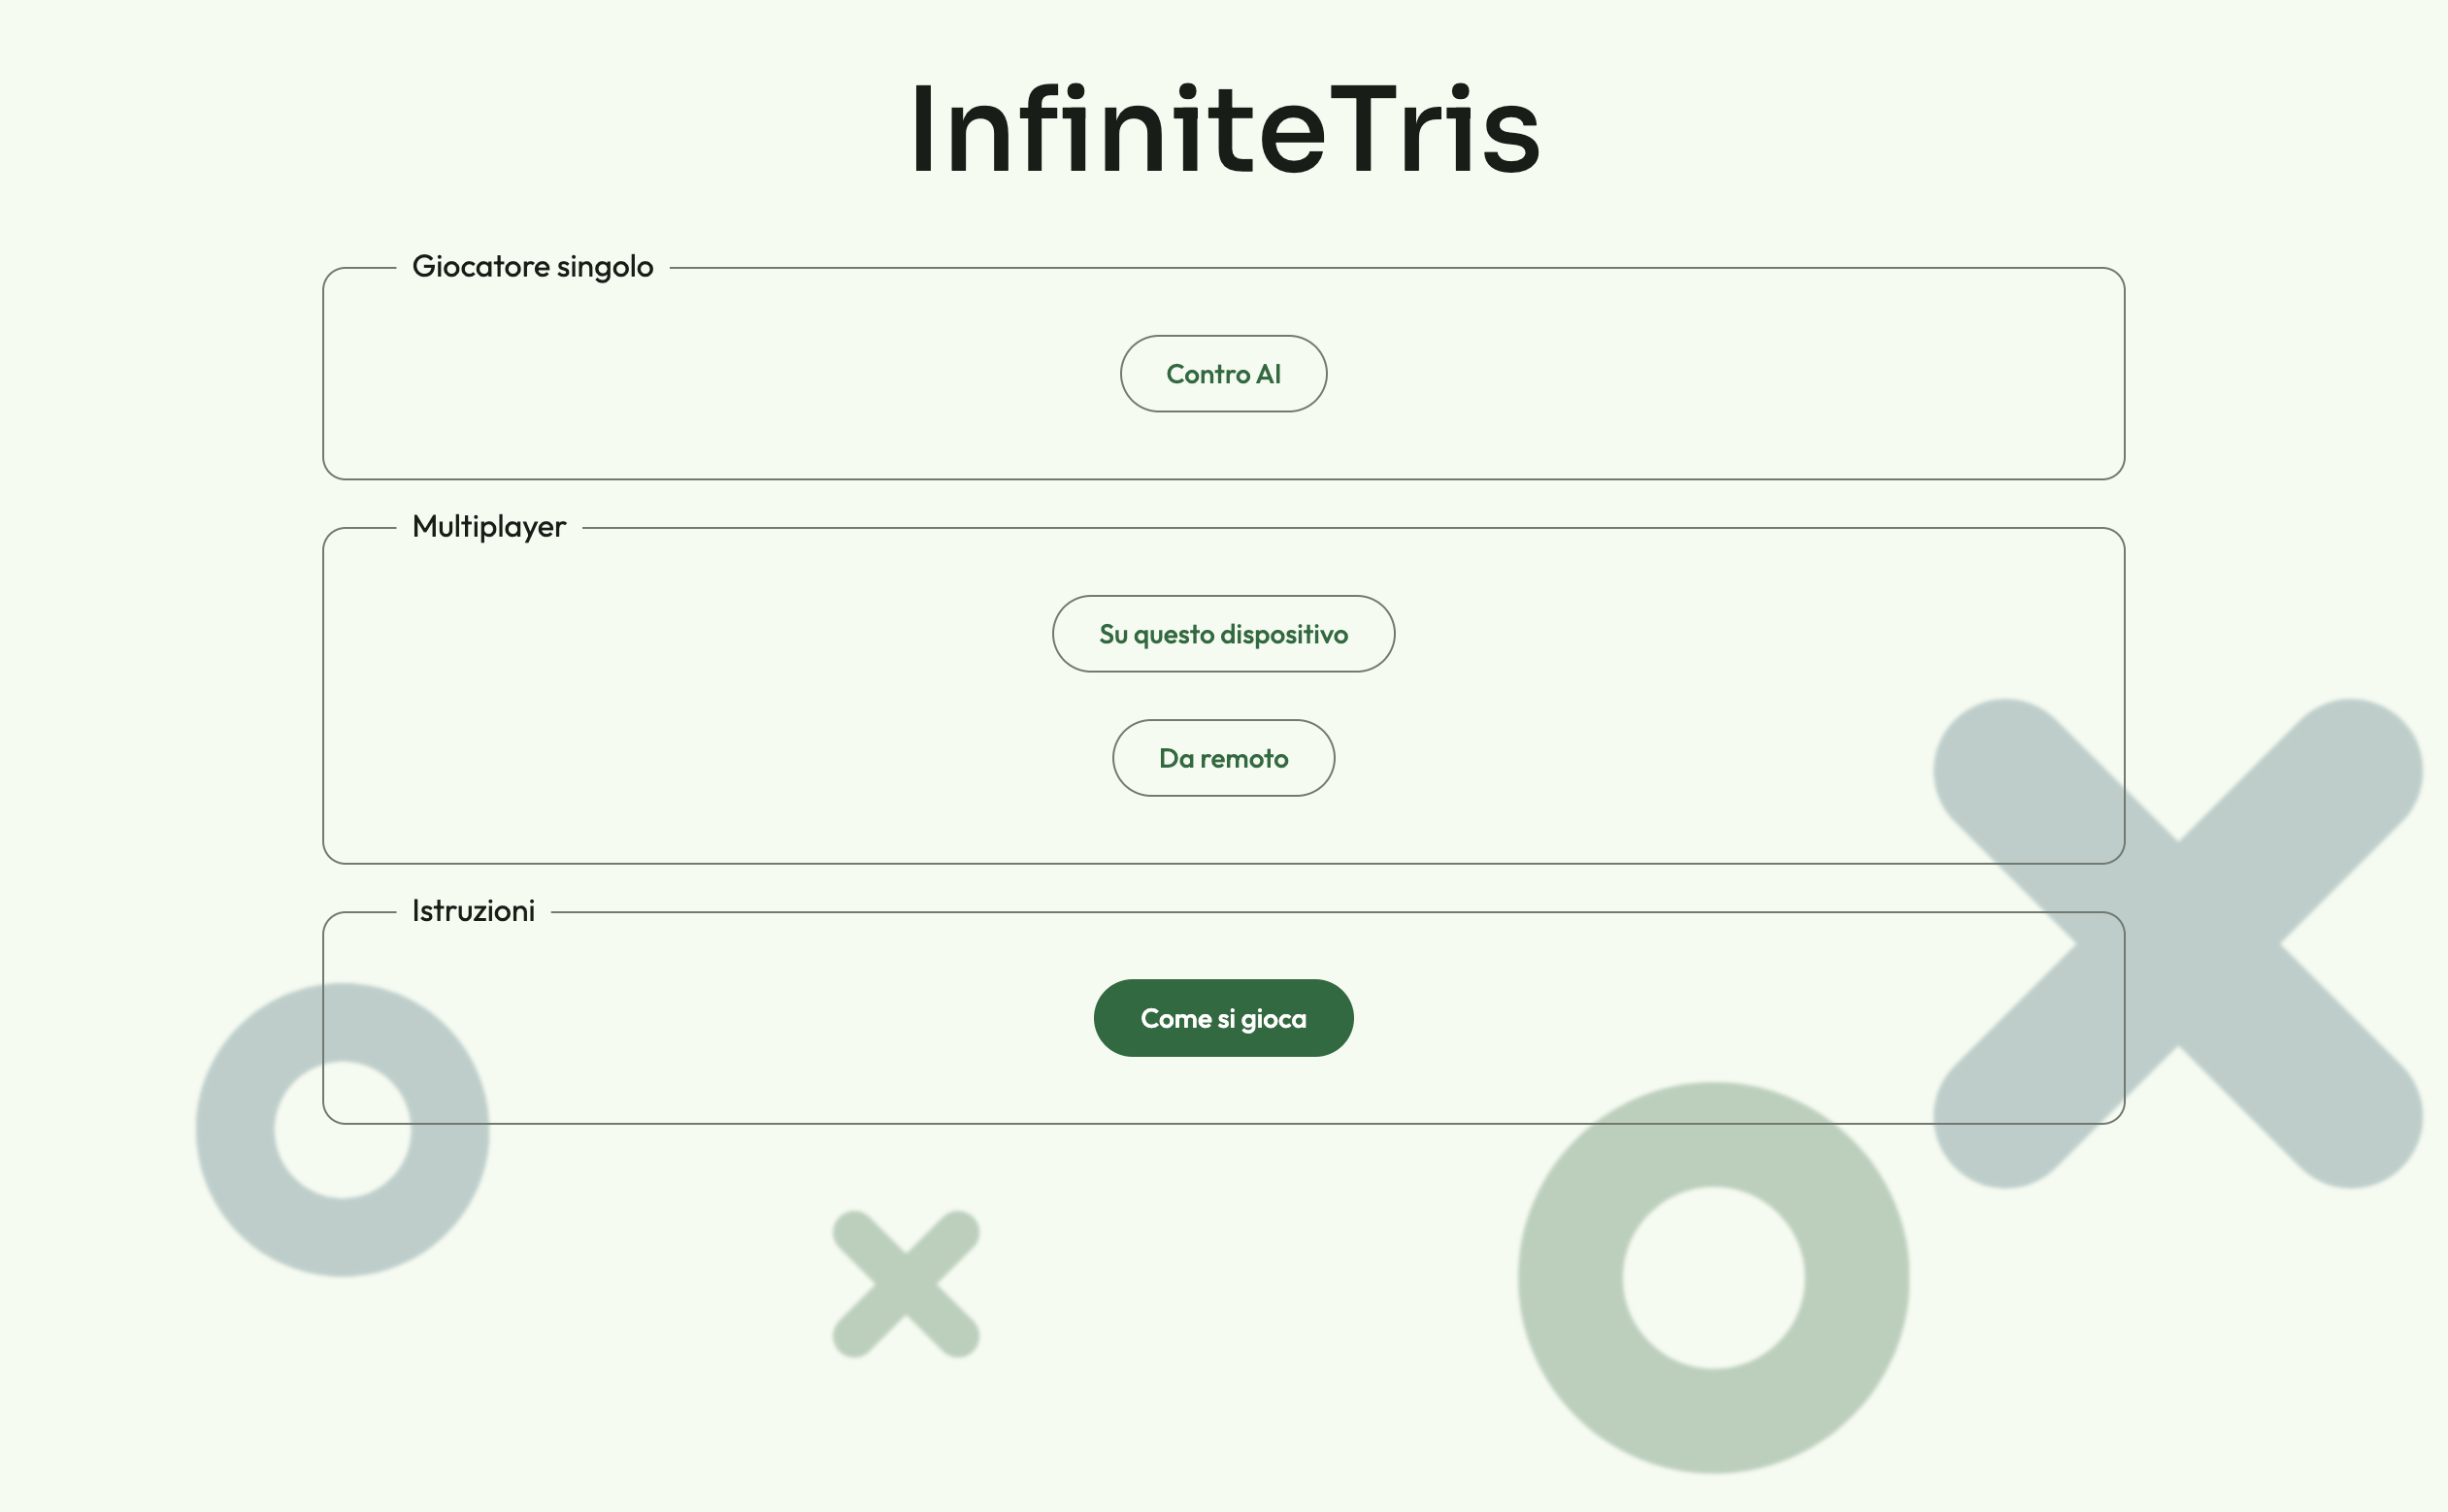 InfiniteTris
Giocatore singolo
Contro AI
Multiplayer
Su questo dispositivo
Da remoto
Istruzioni
Come si gioca